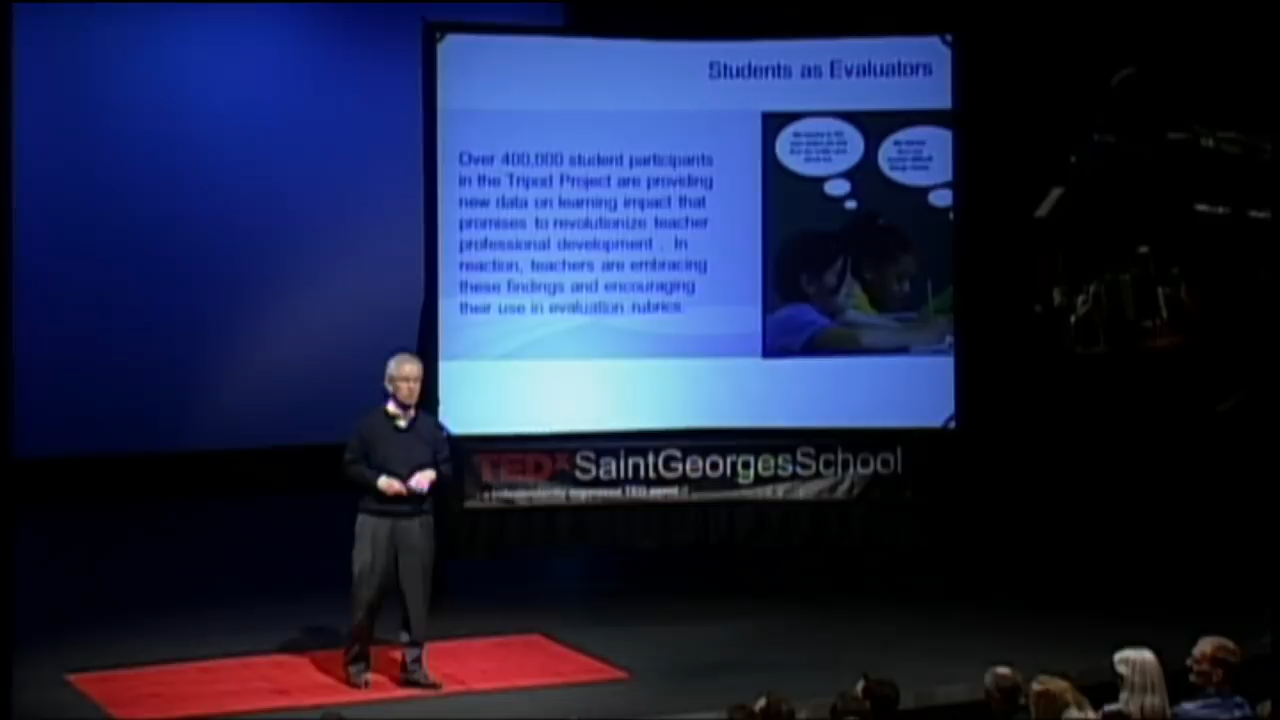 Students as Evaluators
Over 400,000 student participants
in the Tripod Project are providing
new data on learning impact that
promises to revolutionize teacher
professional development . In
reaction, teachers are embracing
these findings and encouraging
their use in evaluation rubrics.
TEDxSaintGeorgesSchool